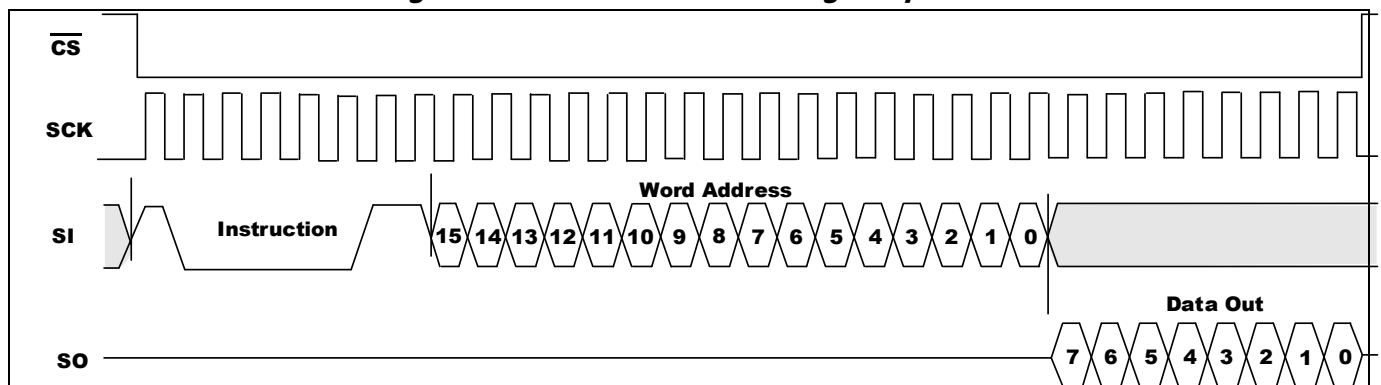 CS
SCK
Word Address
SI
Instruction
15 14 13 12 11 10 9 8 7 6 5 4 3 2 1 0
Data Out
SO
7 6 5 4 3 2 1 0